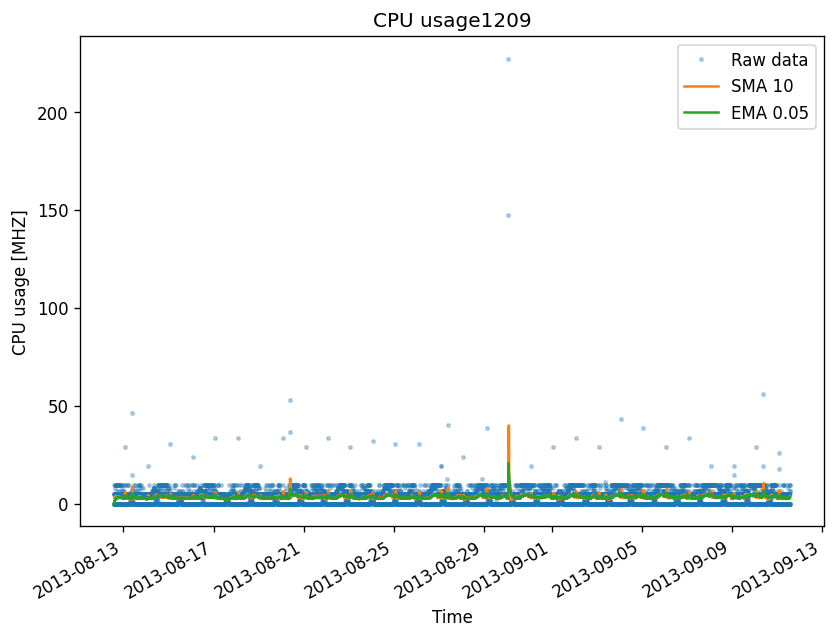 CPU usage1209
Raw data
SMA 10
EMA 0.05
CPU usage [MHZ]
200
150
100
50
0
2013-08-13
2013-08-17
2013-08-21
2013-08-25
2013-08-29
2013-09-01
2013-09-05
2013-09-09
2013-09-13
Time